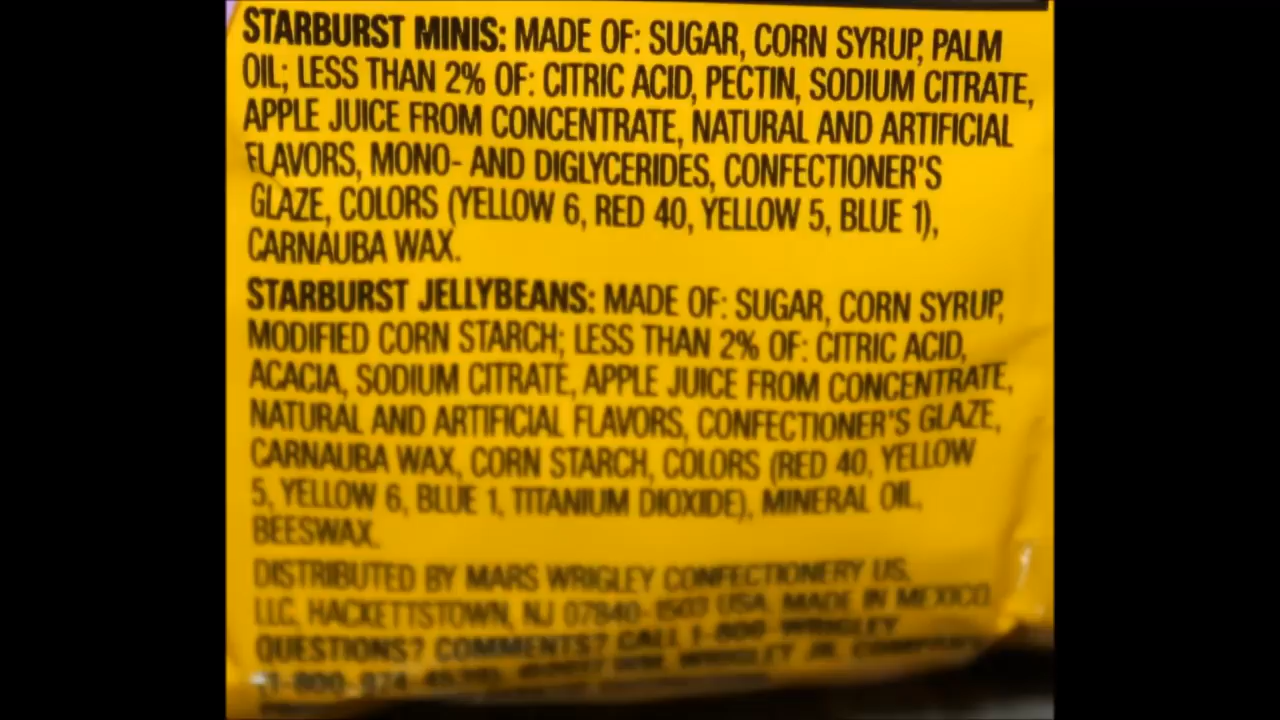 STARBURST MINIS: MADE OF: SUGAR, CORN SYRUP, PALM
OIL; LESS THAN 2% OF: CITRIC ACID, PECTIN, SODIUM CITRATE,
APPLE JUICE FROM CONCENTRATE, NATURAL AND ARTIFICIAL
FLAVORS, MONO- AND DIGLYCERIDES, CONFECTIONER'S
GLAZE, COLORS (YELLOW 6, RED 40, YELLOW 5, BLUE 1),
CARNAUBA WAX.
STARBURST JELLYBEANS: MADE OF: SUGAR, CORN SYRUP,
MODIFIED CORN STARCH; LESS THAN 2% OF: CITRIC ACID,
ACACIA, SODIUM CITRATE, APPLE JUICE FROM CONCENTRATE,
NATURAL AND ARTIFICIAL FLAVORS, CONFECTIONER'S GLAZE,
CARNAUBA WAX, CORN STARCH, COLORS (RED 40, YELLOW
5, YELLOW 6, BLUE 1, TITANIUM DIOXIDE), MINERAL OIL,
BEESWAX.
DISTRIBUTED BY MARS WRIGLEY CONFECTIONERY US,
LLC, HACKETTSTOWN, NJ 07840-1503 USA MADE IN MEXICO
QUESTIONS? COMMENTS? CALL 1-800-WRIGLEY
WRIGLEY JR. COMPANY